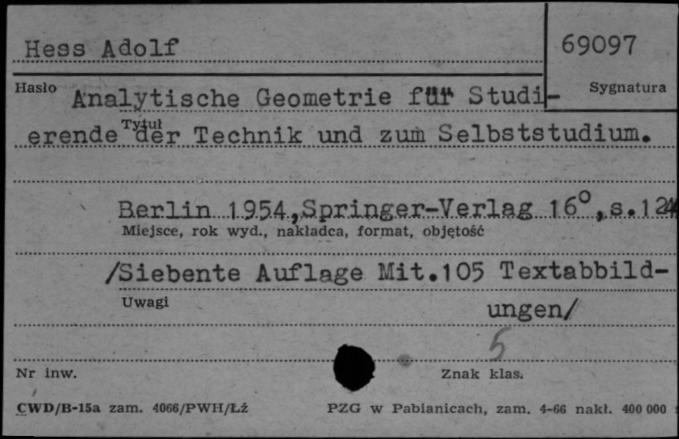 Hess Adolf
69097
Hasło
Sygnatura
Analytische Geometrie für Studi-
Tytuł
erende der Technik und zum Selbststudium.
Berlin 1954,Springer-Verlag 16°,s.124
Miejsce, rok wyd., nakładca, format, objętość
/Siebente Auflage Mit.105 Textabbild-
Uwagi
ungen/
5
Nr inw.
Znak klas.
CWD/B-15a zam. 4066/PWH/Łż
PZG w Pabianicach, zam. 4-66 nakł. 400 000